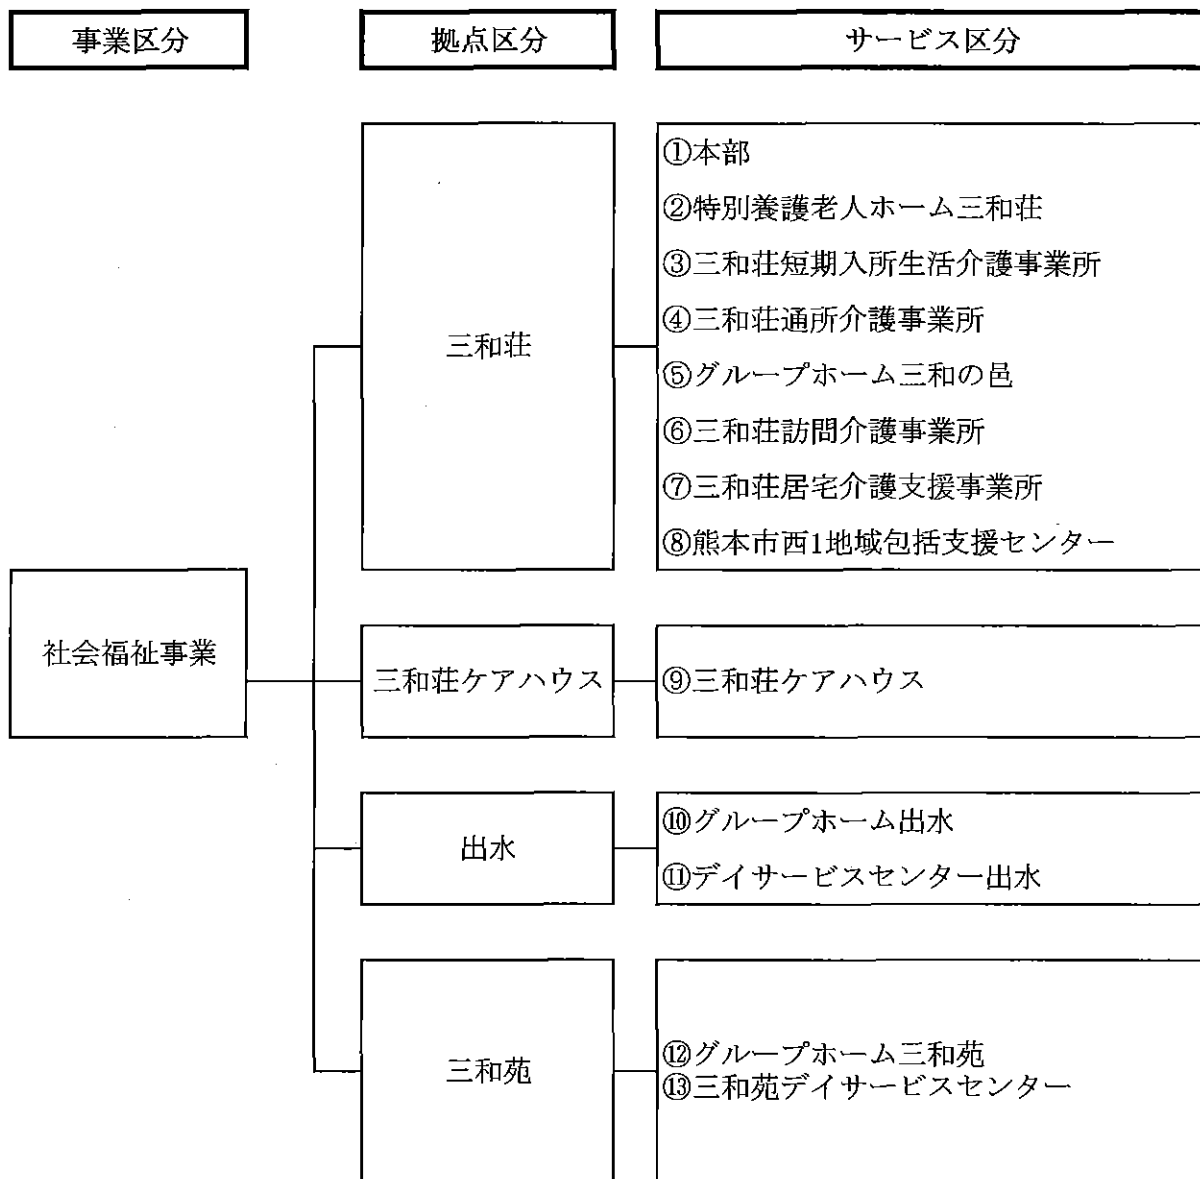 事業区分
拠点区分
サービス区分
三和荘
①本部
②特別養護老人ホーム三和荘
③三和荘短期入所生活介護事業所
④三和荘通所介護事業所
⑤グループホーム三和の邑
⑥三和荘訪問介護事業所
⑦三和荘居宅介護支援事業所
⑧熊本市西1地域包括支援センター
社会福祉事業
三和荘ケアハウス
⑨三和荘ケアハウス
出水
⑩グループホーム出水
⑪デイサービスセンター出水
三和苑
⑫グループホーム三和苑
⑬三和苑デイサービスセンター